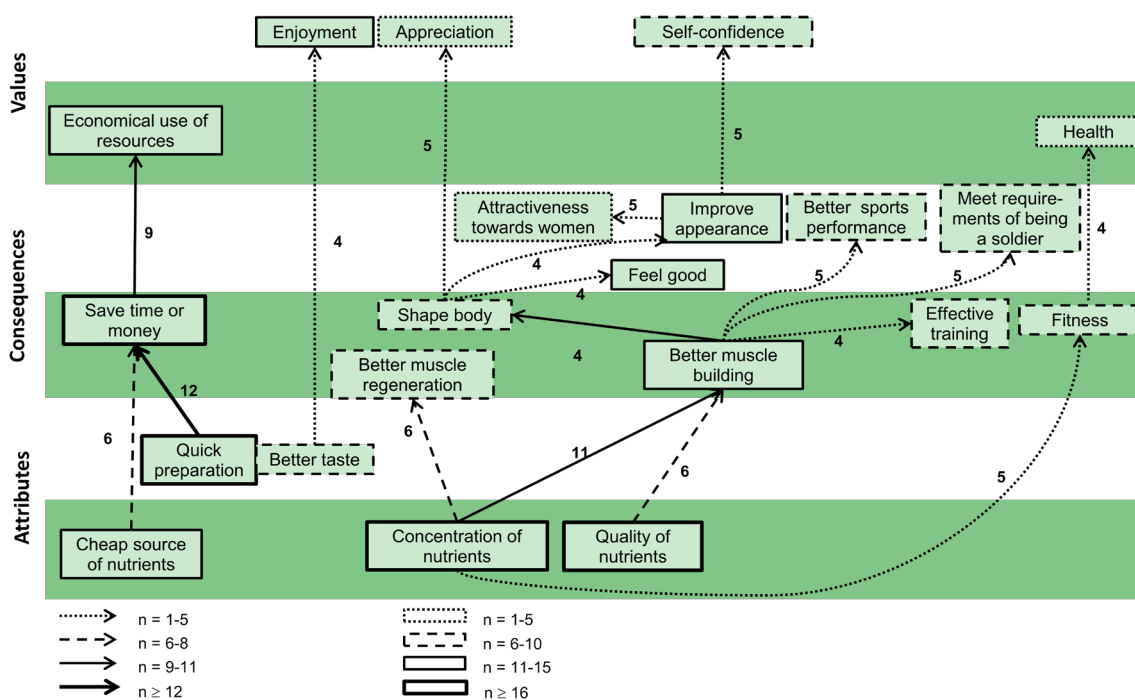 Values
Enjoyment
Appreciation
Self-confidence
Economical use of
resources
5
5
Health
9
4
Attractiveness
towards women
5
Improve
appearance
Better sports
performance
Meet require-
ments of being
a soldier
4
4
Feel good
4
5
5
Consequences
Save time or
money
Shape body
Effective
training
Fitness
4
4
Better muscle
regeneration
Better muscle
building
12
6
6
11
6
5
Attributes
Quick
preparation
Better taste
Cheap source
of nutrients
Concentration of
nutrients
Quality of
nutrients
n = 1-5
n = 6-8
n = 9-11
n ≥ 12
n = 1-5
n = 6-10
n = 11-15
n ≥ 16